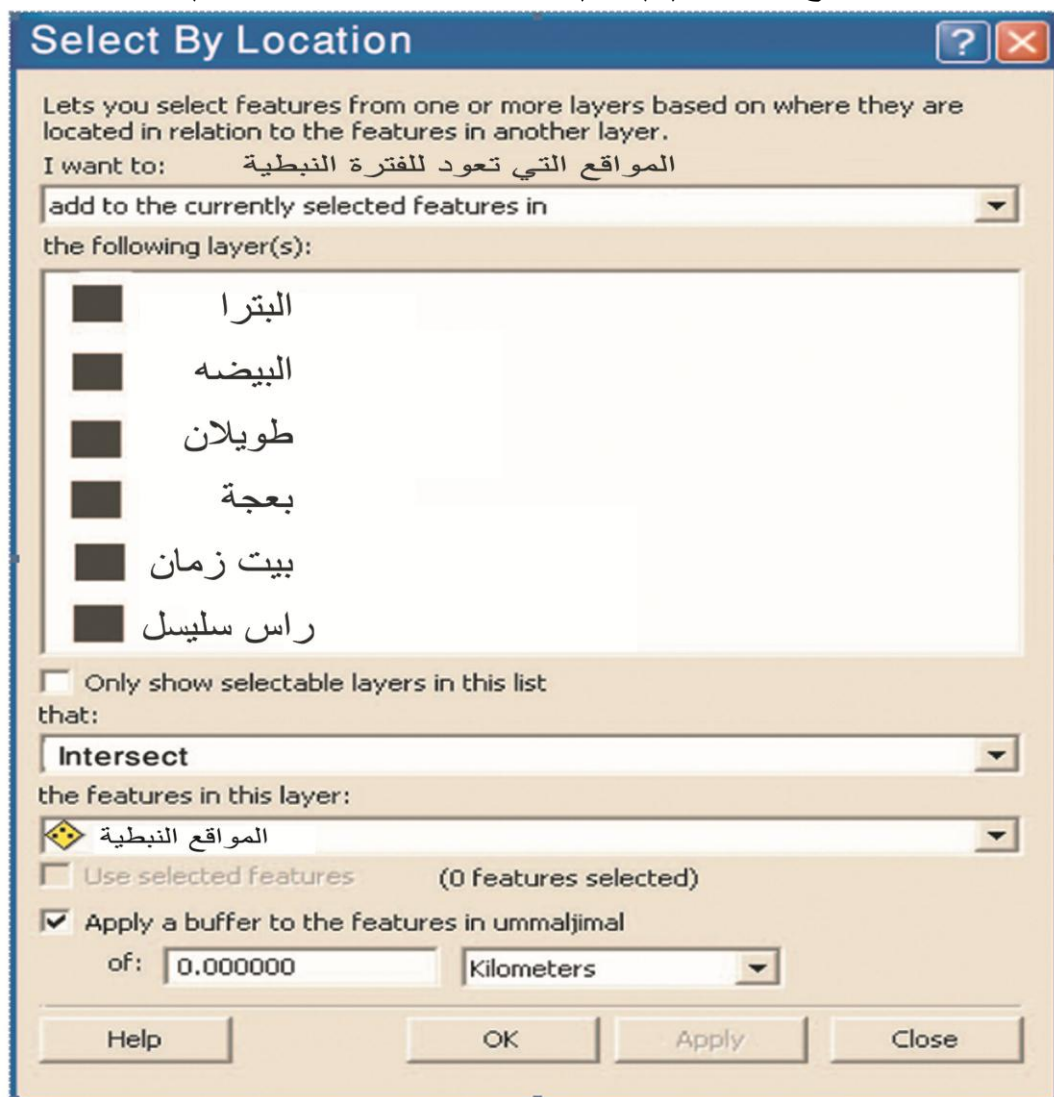 Select By Location
Lets you select features from one or more layers based on where they are
located in relation to the features in another layer.
I want to: المواقع التي تعود للفترة النبطية
add to the currently selected features in
the following layer(s):
البترا
البيضه
طويلان
بعجة
بيت زمان
راس سليسل
Only show selectable layers in this list
that:
Intersect
the features in this layer:
المواقع النبطية
Use selected features (0 features selected)
Apply a buffer to the features in ummaljimal
of: 0.000000 Kilometers
Help OK Apply Close